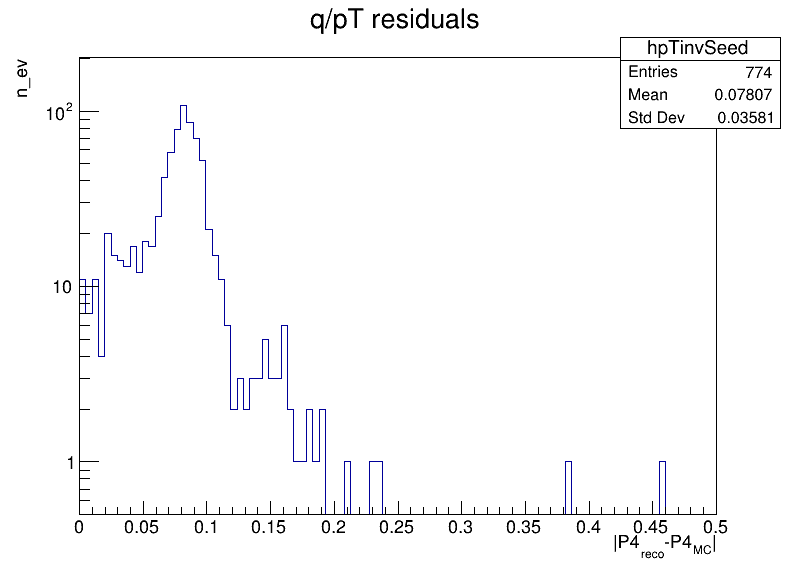 q/pT residuals
hpTinvSeed
Entries 774
Mean 0.07807
Std Dev 0.03581
n_ev
10²
10
1
0 0.05 0.1 0.15 0.2 0.25 0.3 0.35 0.4 0.45 0.5
|P4reco-P4MC|